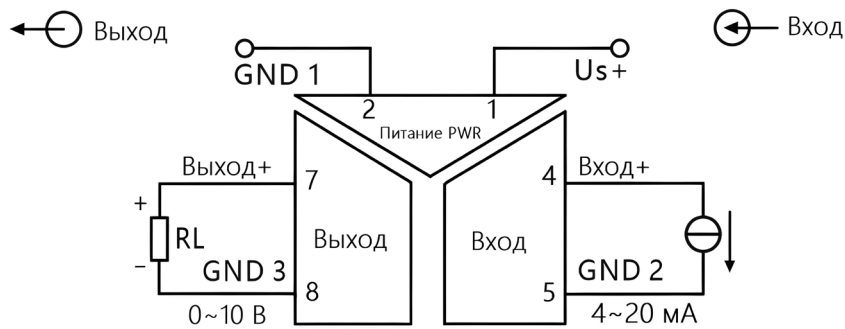 Выход
Вход
GND 1
Us+
2
1
Питание PWR
Выход+
7
4
Вход+
+
RL
Выход
Вход
−
GND 3
GND 2
8
5
0~10 В
4~20 мА